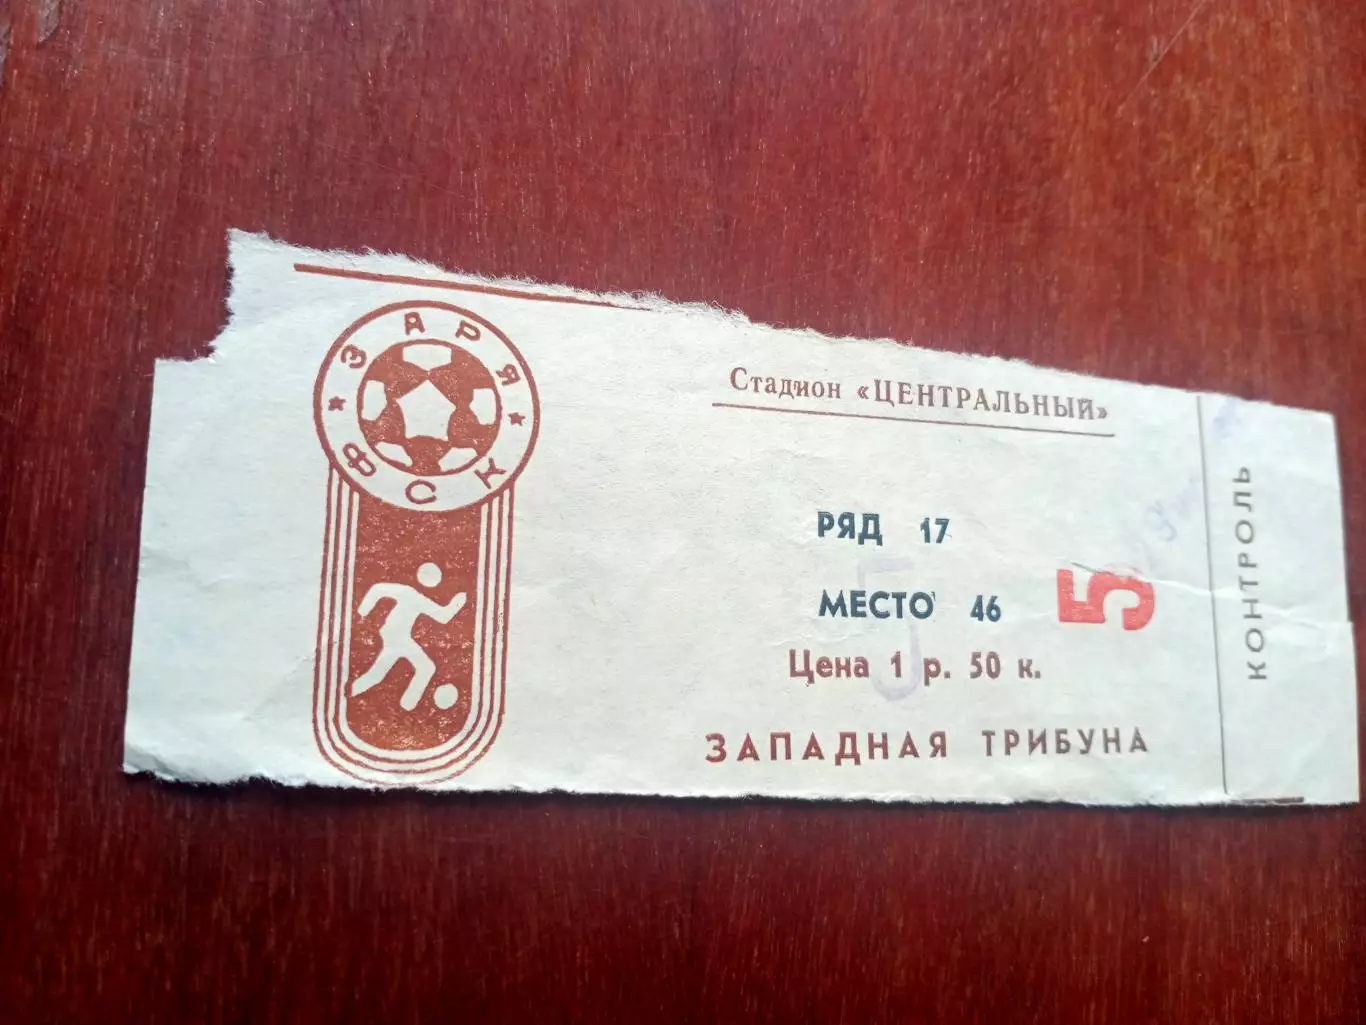 ЗАРЯ
ФСК
Стадион «ЦЕНТРАЛЬНЫЙ»
РЯД 17
МЕСТО 46
5
Цена 1 р. 50 к.
ЗАПАДНАЯ ТРИБУНА
КОНТРОЛЬ